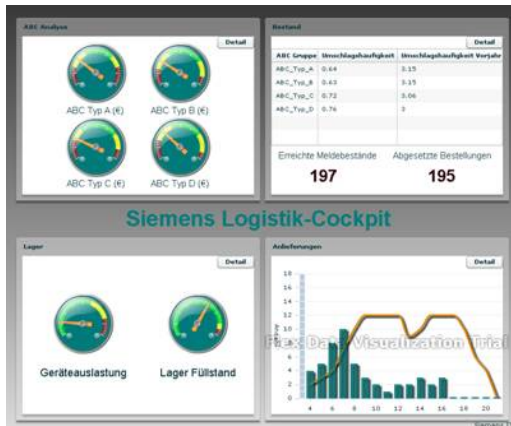 ABC Analyse
Detail
ABC Typ A (€)
ABC Typ B (€)
ABC Typ C (€)
ABC Typ D (€)
Bestand
Detail
ABC Gruppe Umschlagshaufigkeit Umschlagshaufigkeit Vorjahr
ABC_Typ_A 0.64 3.15
ABC_Typ_B 0.63 3.15
ABC_Typ_C 0.72 3.06
ABC_Typ_D 0.76 3
Erreichte Meldebestände Abgesetzte Bestellungen
197 195
Siemens Logistik-Cockpit
Lager
Detail
Geräteauslastung
Lager Füllstand
Anlieferungen
Detail
18
16
14
12
10
8
6
4
2
0
Flex Data Visualization Trial
4 6 8 10 12 14 16 18 20